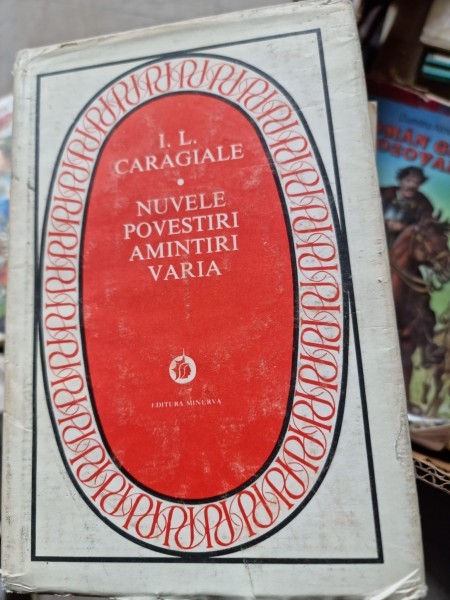 I. L.
CARAGIALE
NUVELE
POVESTIRI
AMINTIRI
VARIA
EDITURA MINERVA